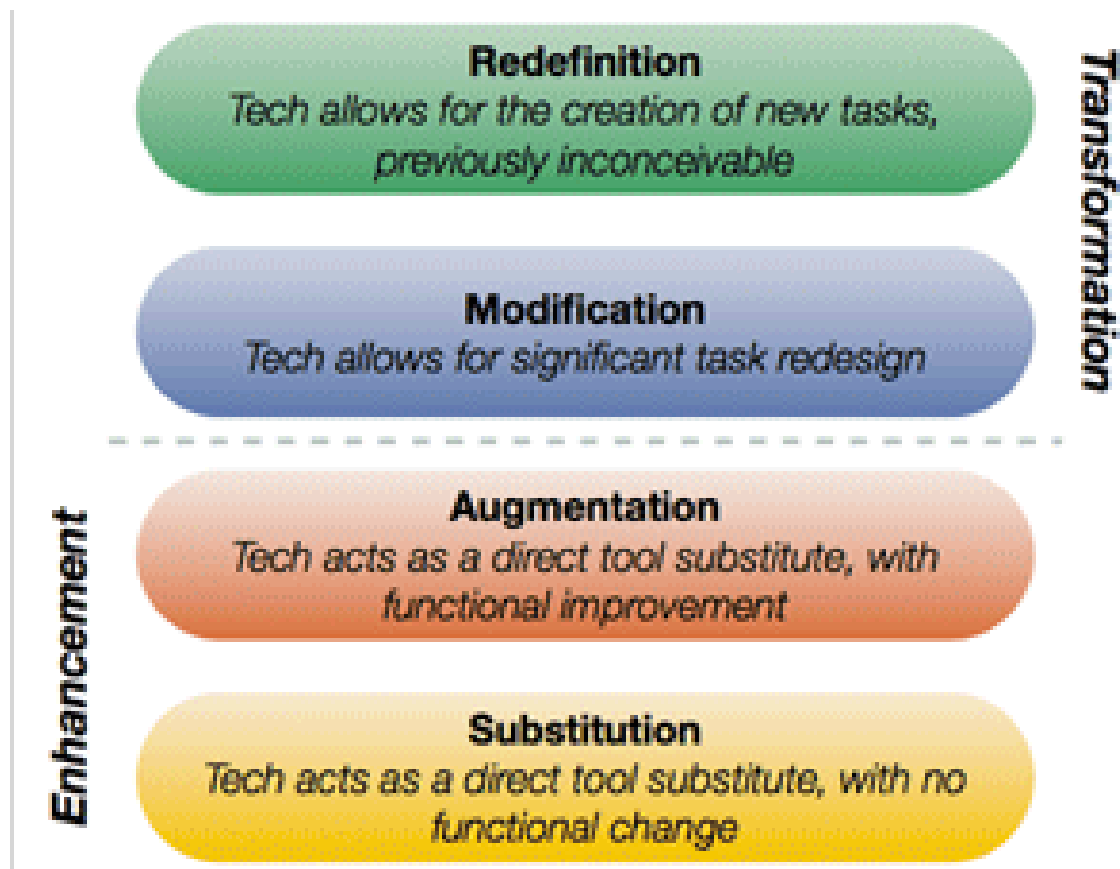 Redefinition
Tech allows for the creation of new tasks,
previously inconceivable
Transformation
Modification
Tech allows for significant task redesign
Augmentation
Tech acts as a direct tool substitute, with
functional improvement
Enhancement
Substitution
Tech acts as a direct tool substitute, with no
functional change